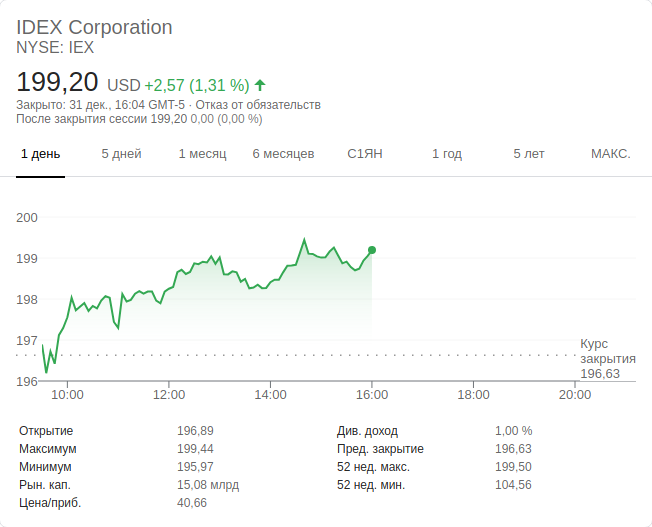 IDEX Corporation
NYSE: IEX
199,20 USD +2,57 (1,31 %)
Закрыто: 31 дек., 16:04 GMT-5 · Отказ от обязательств
После закрытия сессии 199,20 0,00 (0,00 %)
1 день 5 дней 1 месяц 6 месяцев С1ЯН 1 год 5 лет МАКС.
200
199
198
197
Курс
закрытия
196,63
196
10:00 12:00 14:00 16:00 18:00 20:00
Открытие 196,89 Див. доход 1,00 %
Максимум 199,44 Пред. закрытие 196,63
Минимум 195,97 52 нед. макс. 199,50
Рын. кап. 15,08 млрд 52 нед. мин. 104,56
Цена/приб. 40,66